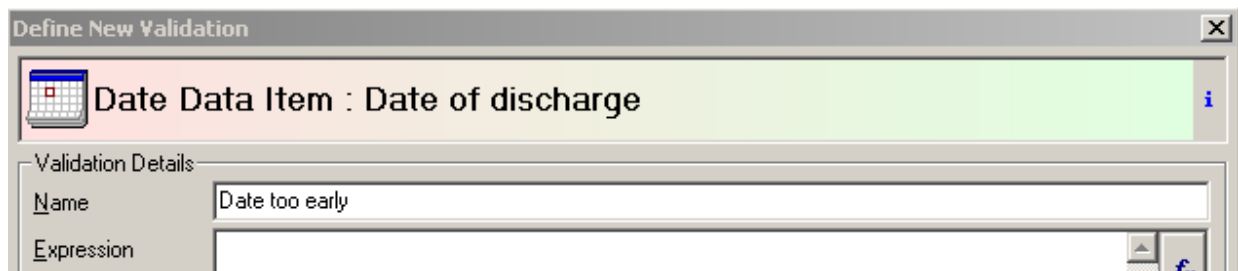 Define New Validation
Date Data Item : Date of discharge
i
Validation Details
Name
Date too early
Expression